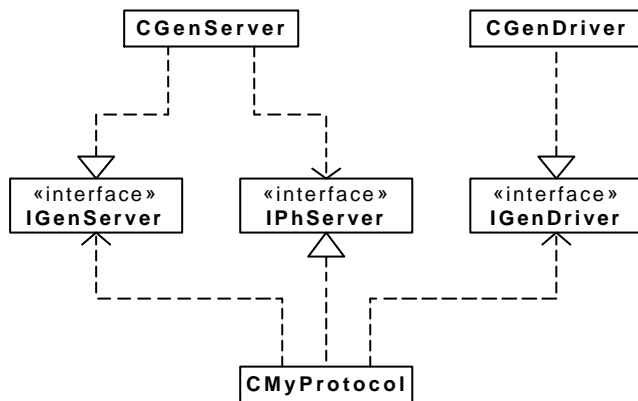 CGenServer
CGenDriver
«interface»
IGenServer
«interface»
IPhServer
«interface»
IGenDriver
CMyProtocol